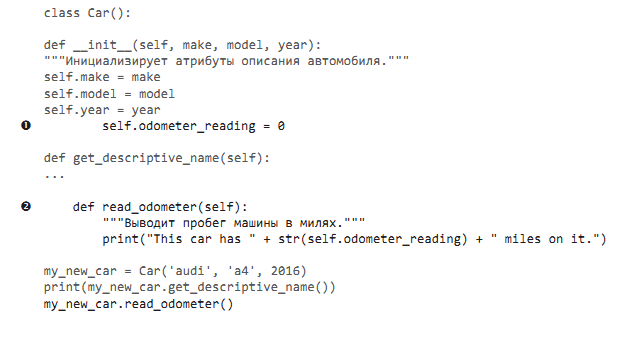 class Car():
def __init__(self, make, model, year):
"""Инициализирует атрибуты описания автомобиля."""
self.make = make
self.model = model
self.year = year
❶ self.odometer_reading = 0
def get_descriptive_name(self):
...
❷ def read_odometer(self):
"""Выводит пробег машины в милях."""
print("This car has " + str(self.odometer_reading) + " miles on it.")
my_new_car = Car('audi', 'a4', 2016)
print(my_new_car.get_descriptive_name())
my_new_car.read_odometer()